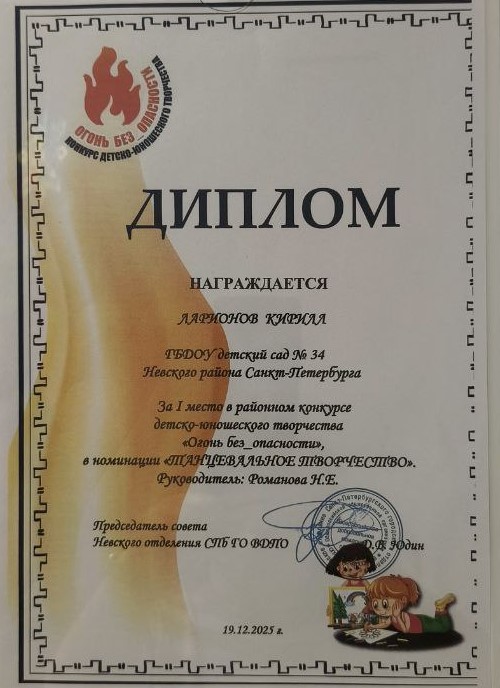 ОГОНЬ БЕЗ_ОПАСНОСТИ
КОНКУРС ДЕТСКО-ЮНОШЕСКОГО ТВОРЧЕСТВА
ДИПЛОМ
НАГРАЖДАЕТСЯ
ЛАРИОНОВ КИРИЛЛ
ГБДОУ детский сад № 34
Невского района Санкт-Петербурга
За I место в районном конкурсе
детско-юношеского творчества
«Огонь без_опасности»,
в номинации «ТАНЦЕВАЛЬНОЕ ТВОРЧЕСТВО».
Руководитель: Романова Н.Е.
Председатель совета
Невского отделения СПб ГО ВДПО Д.В. Юдин
19.12.2025 г.